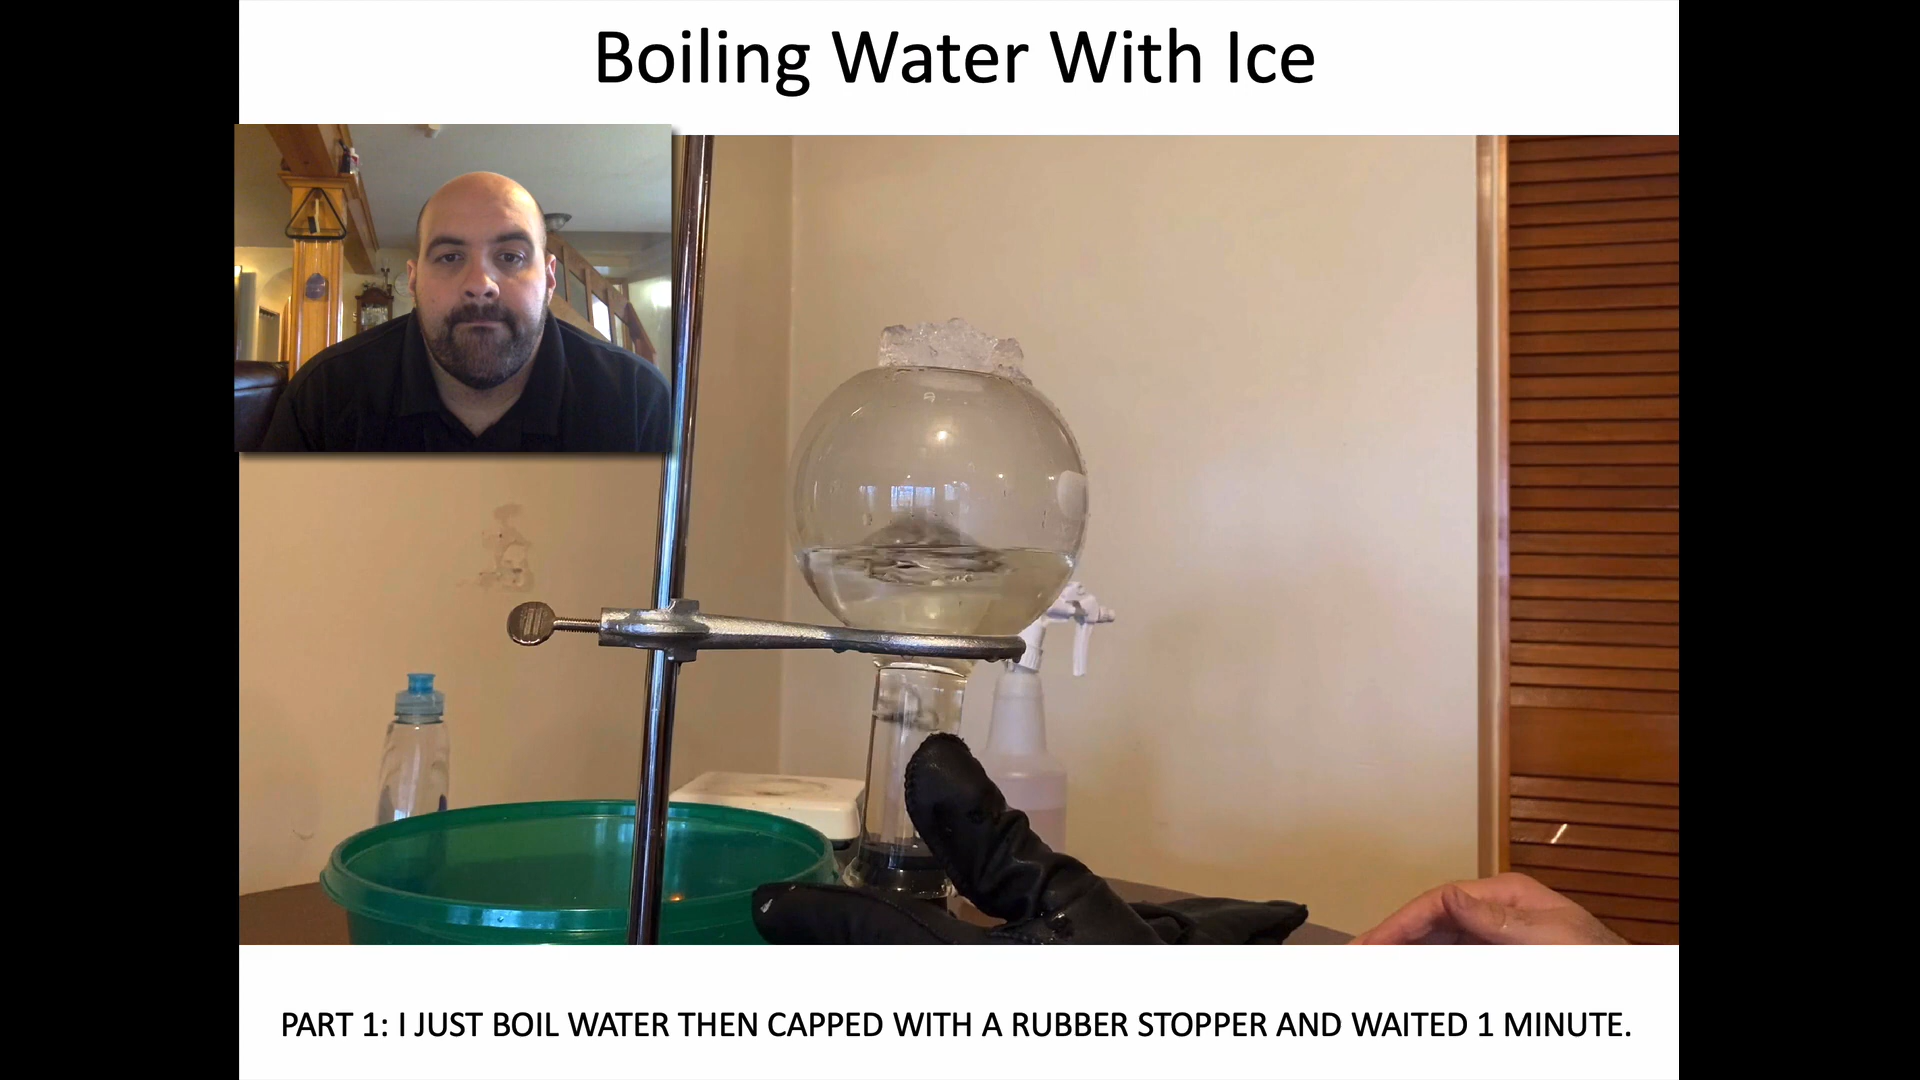 Boiling Water With Ice
PART 1: I JUST BOIL WATER THEN CAPPED WITH A RUBBER STOPPER AND WAITED 1 MINUTE.